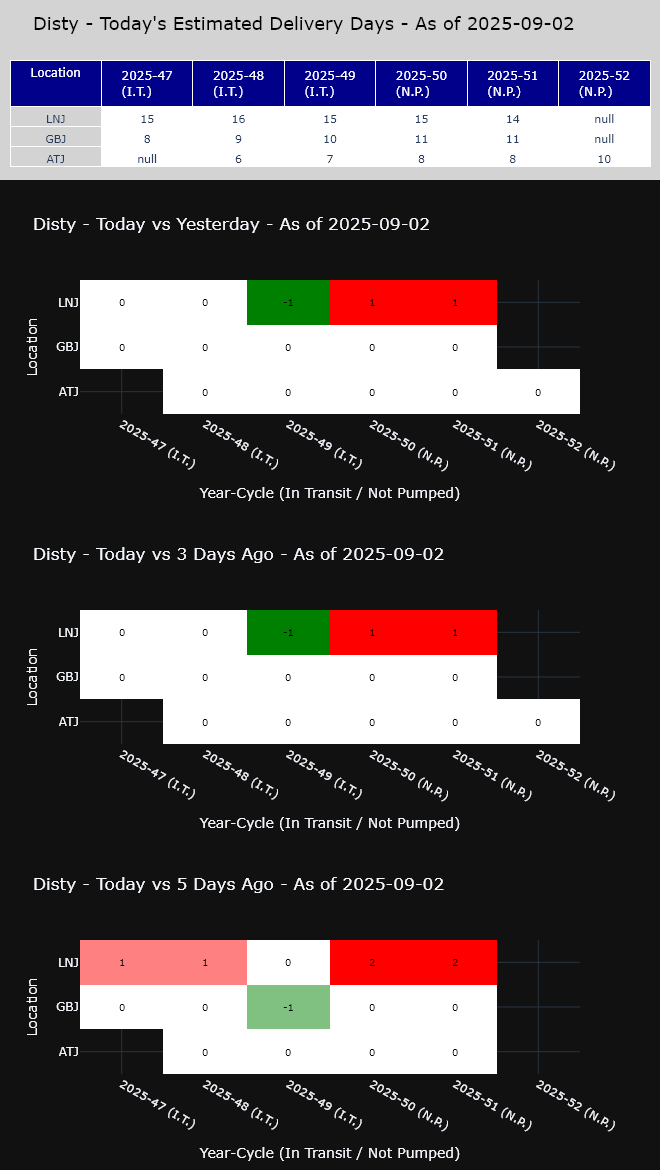 Disty - Today's Estimated Delivery Days - As of 2025-09-02
Location 2025-47 (I.T.) 2025-48 (I.T.) 2025-49 (I.T.) 2025-50 (N.P.) 2025-51 (N.P.) 2025-52 (N.P.)
LNJ 15 16 15 15 14 null
GBJ 8 9 10 11 11 null
ATJ null 6 7 8 8 10
Disty - Today vs Yesterday - As of 2025-09-02
Location
LNJ 0 0 -1 1 1
GBJ 0 0 0 0 0
ATJ 0 0 0 0 0
2025-47 (I.T.) 2025-48 (I.T.) 2025-49 (I.T.) 2025-50 (N.P.) 2025-51 (N.P.) 2025-52 (N.P.)
Year-Cycle (In Transit / Not Pumped)
Disty - Today vs 3 Days Ago - As of 2025-09-02
Location
LNJ 0 0 -1 1 1
GBJ 0 0 0 0 0
ATJ 0 0 0 0 0
2025-47 (I.T.) 2025-48 (I.T.) 2025-49 (I.T.) 2025-50 (N.P.) 2025-51 (N.P.) 2025-52 (N.P.)
Year-Cycle (In Transit / Not Pumped)
Disty - Today vs 5 Days Ago - As of 2025-09-02
Location
LNJ 1 1 0 2 2
GBJ 0 0 -1 0 0
ATJ 0 0 0 0
2025-47 (I.T.) 2025-48 (I.T.) 2025-49 (I.T.) 2025-50 (N.P.) 2025-51 (N.P.) 2025-52 (N.P.)
Year-Cycle (In Transit / Not Pumped)